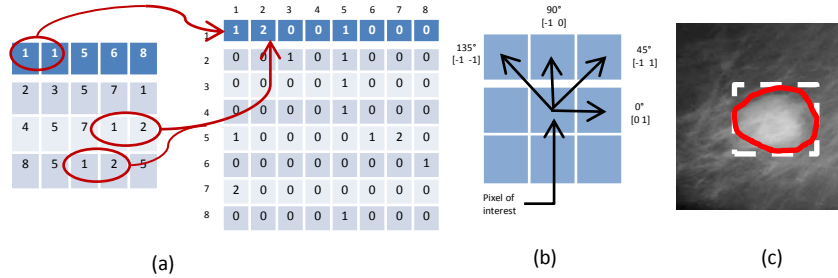 1 1 5 6 8
2 3 5 7 1
4 5 7 1 2
8 5 1 2 5
(a)
1 2 3 4 5 6 7 8
1 1 2 0 0 1 0 0 0
2 0 0 1 0 1 0 0 0
3 0 0 0 0 1 0 0 0
4 0 0 0 0 1 0 0 0
5 1 0 0 0 0 1 2 0
6 0 0 0 0 0 0 0 1
7 2 0 0 0 0 0 0 0
8 0 0 0 0 1 0 0 0
90°
[-1 0]
135°
[-1 -1]
45°
[-1 1]
0°
[0 1]
Pixel of
interest
(b)
(c)